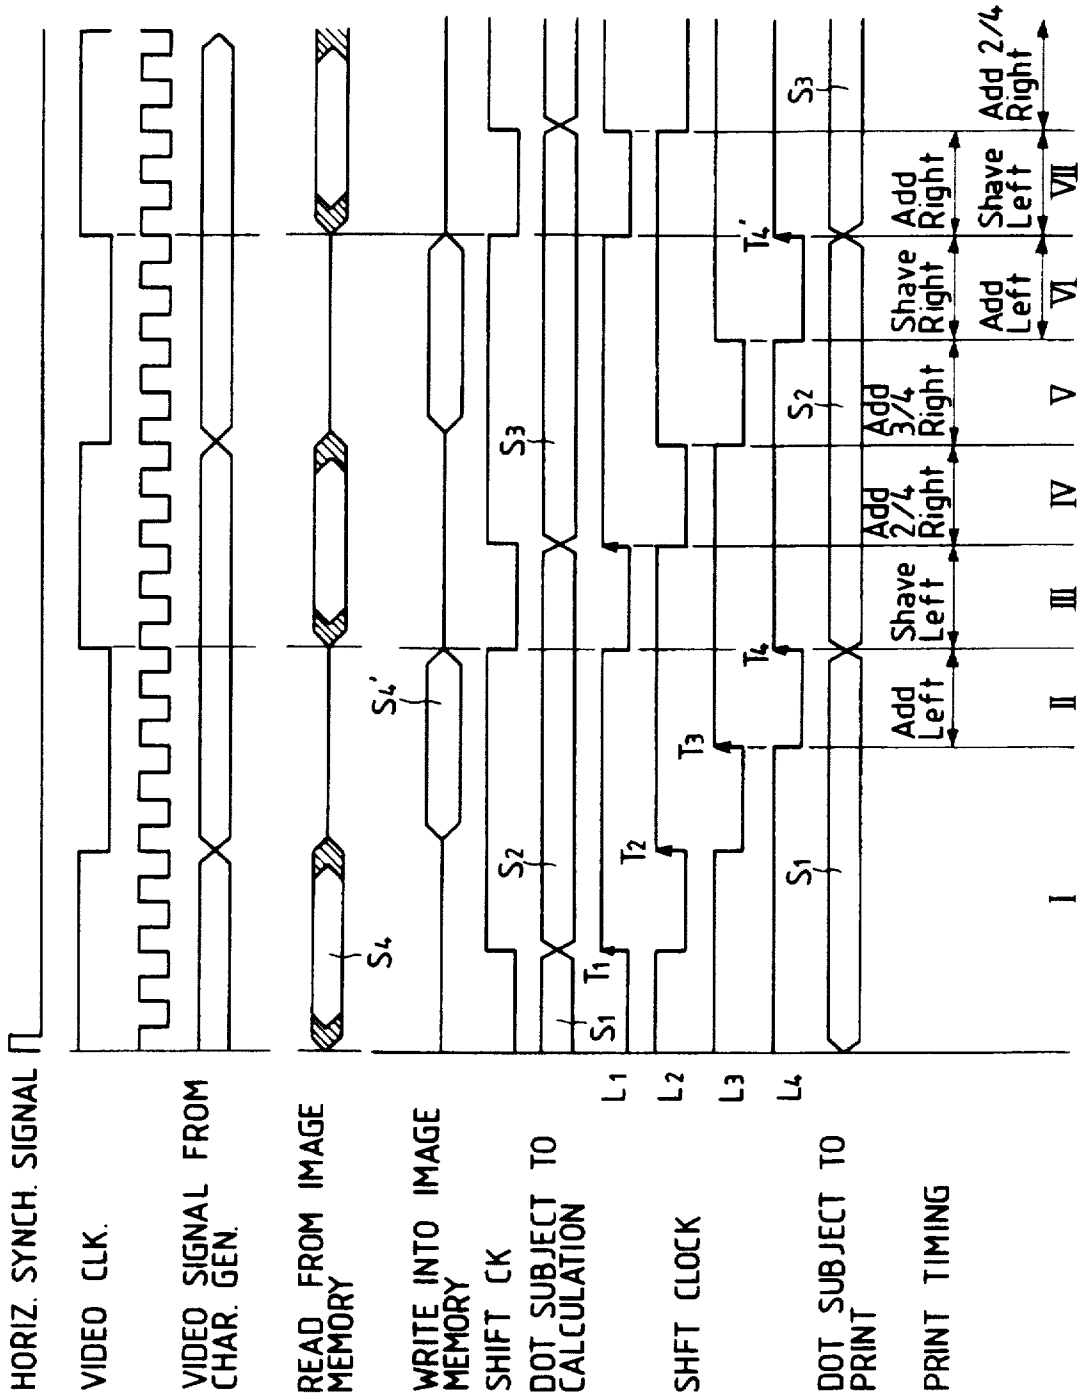 HORIZ. SYNCH. SIGNAL
VIDEO CLK.
VIDEO SIGNAL FROM
CHAR. GEN.
READ FROM IMAGE
MEMORY
S4
WRITE INTO IMAGE
MEMORY
S4'
SHIFT CK
DOT SUBJECT TO
CALCULATION
S1
S2
S3
SHFT CLOCK
L1
T1
L2
T2
L3
T3
L4
T4
T4'
DOT SUBJECT TO
PRINT
S1
S2
S3
PRINT TIMING
Add
Left
Shave
Left
Add
2/4
Right
Add
3/4
Right
Shave
Right
Add
Right
Add
Left
Shave
Left
Add 2/4
Right
I
II
III
IV
V
VI
VII